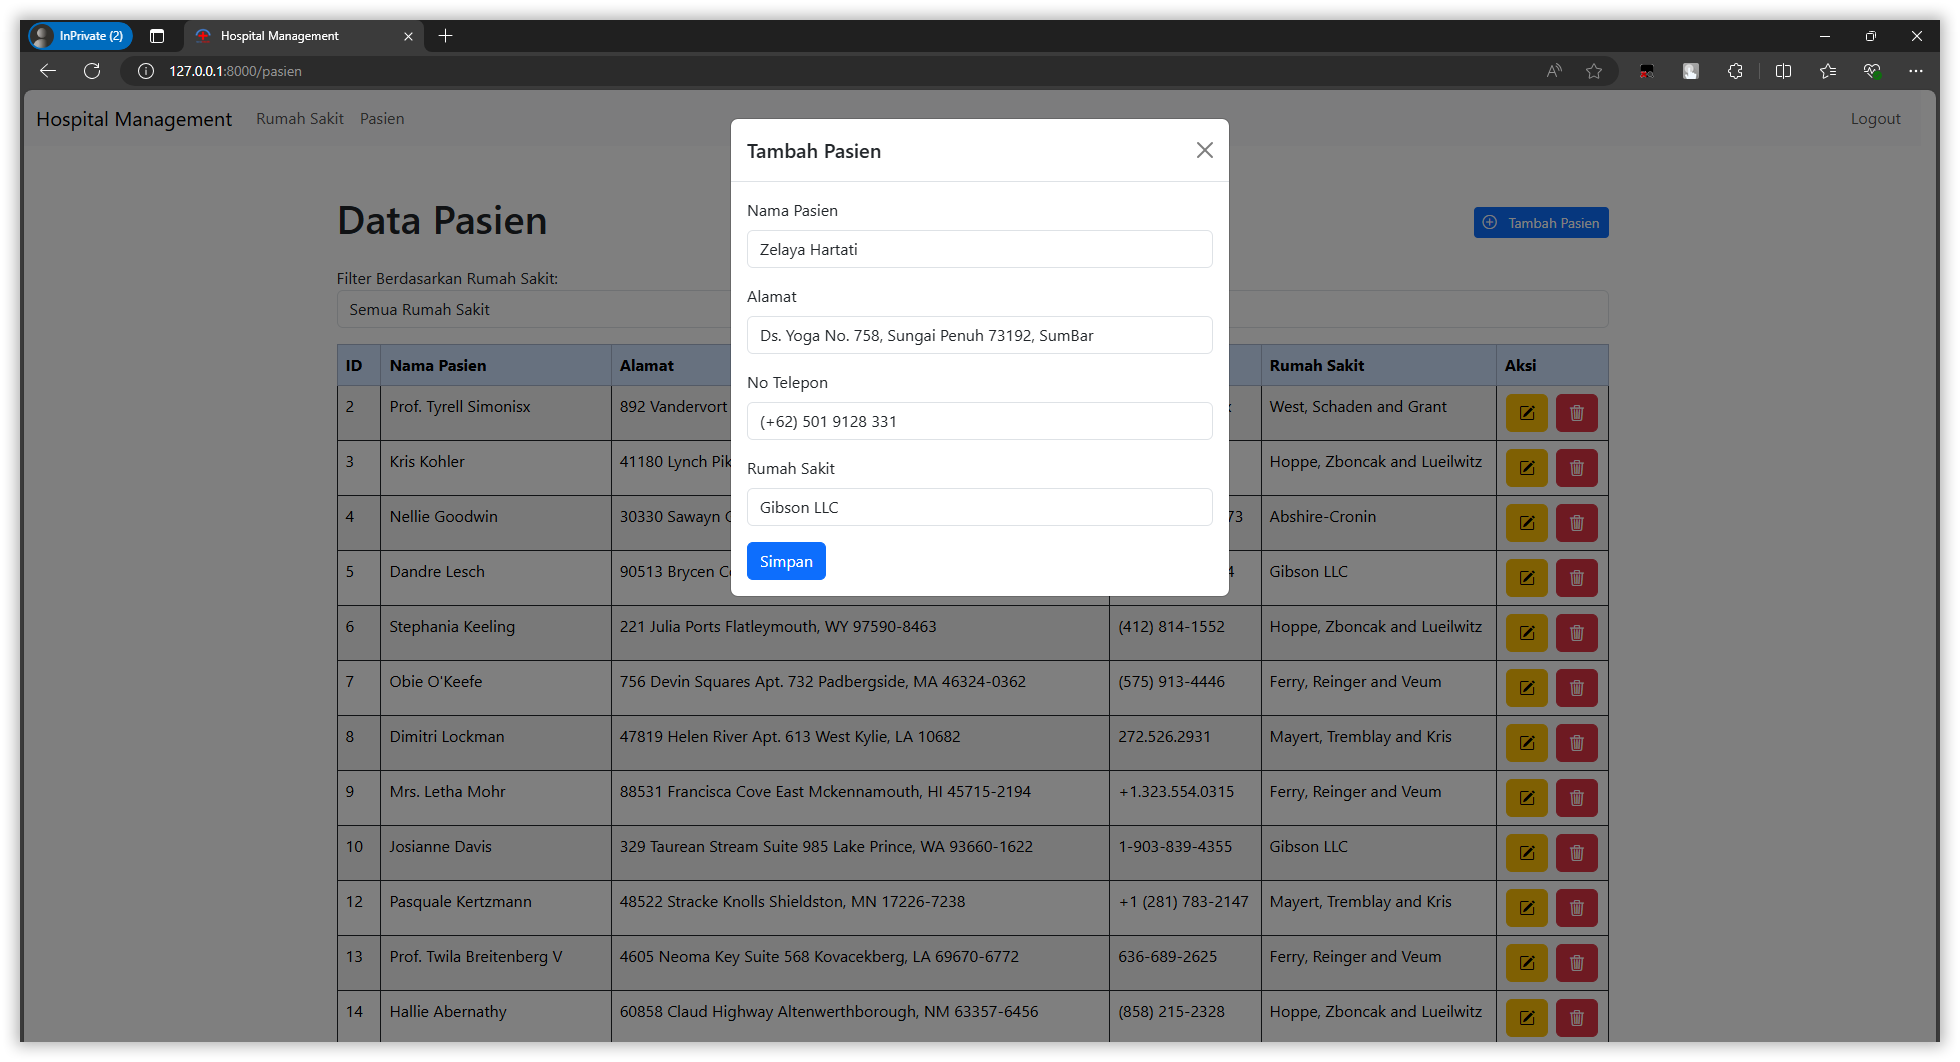 InPrivate (2)
Hospital Management
127.0.0.1:8000/pasien
Hospital Management
Rumah Sakit
Pasien
Logout
Tambah Pasien
Nama Pasien
Zelaya Hartati
Alamat
Ds. Yoga No. 758, Sungai Penuh 73192, SumBar
No Telepon
(+62) 501 9128 331
Rumah Sakit
Gibson LLC
Simpan
Data Pasien
Tambah Pasien
Filter Berdasarkan Rumah Sakit:
Semua Rumah Sakit
ID Nama Pasien Alamat Rumah Sakit Aksi
2 Prof. Tyrell Simonisx 892 Vandervort West, Schaden and Grant
3 Kris Kohler 41180 Lynch Hoppe, Zboncak and Lueilwitz
4 Nellie Goodwin 30330 Sawayn 73 Abshire-Cronin
5 Dandre Lesch 90513 Brycen 4 Gibson LLC
6 Stephania Keeling 221 Julia Ports Flatleymouth, WY 97590-8463 (412) 814-1552 Hoppe, Zboncak and Lueilwitz
7 Obie O'Keefe 756 Devin Squares Apt. 732 Padbergside, MA 46324-0362 (575) 913-4446 Ferry, Reinger and Veum
8 Dimitri Lockman 47819 Helen River Apt. 613 West Kylie, LA 10682 272.526.2931 Mayert, Tremblay and Kris
9 Mrs. Letha Mohr 88531 Francisca Cove East Mckennamouth, HI 45715-2194 +1.323.554.0315 Ferry, Reinger and Veum
10 Josianne Davis 329 Taurean Stream Suite 985 Lake Prince, WA 93660-1622 1-903-839-4355 Gibson LLC
12 Pasquale Kertzmann 48522 Stracke Knolls Shieldston, MN 17226-7238 +1 (281) 783-2147 Mayert, Tremblay and Kris
13 Prof. Twila Breitenberg V 4605 Neoma Key Suite 568 Kovacekberg, LA 69670-6772 636-689-2625 Ferry, Reinger and Veum
14 Hallie Abernathy 60858 Claud Highway Altenwerthborough, NM 63357-6456 (858) 215-2328 Hoppe, Zboncak and Lueilwitz